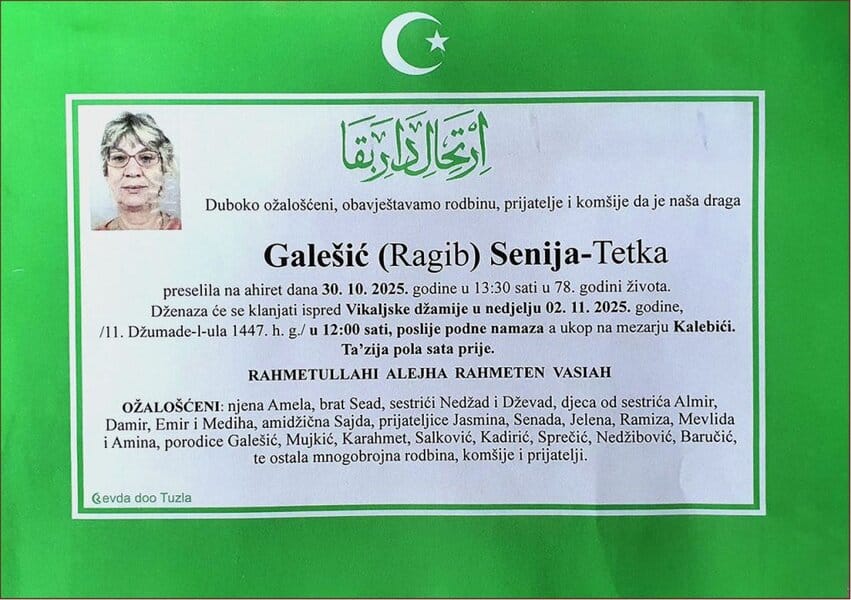 اِرْتِحَالِ دَارِ بَقَا
Duboko ožalošćeni, obavještavamo rodbinu, prijatelje i komšije da je naša draga
Galešić (Ragib) Senija-Tetka
preselila na ahiret dana 30. 10. 2025. godine u 13:30 sati u 78. godini života.
Dženaza će se klanjati ispred Vikaljske džamije u nedjelju 02. 11. 2025. godine,
/11. Džumade-l-ula 1447. h. g./ u 12:00 sati, poslije podne namaza a ukop na mezarju Kalebići.
Ta’zija pola sata prije.
RAHMETULLAHI ALEJHA RAHMETEN VASIAH
OŽALOŠĆENI: njena Amela, brat Sead, sestrići Nedžad i Dževad, djeca od sestrića Almir,
Damir, Emir i Mediha, amidžična Sajda, prijateljice Jasmina, Senada, Jelena, Ramiza, Mevlida
i Amina, porodice Galešić, Mujkić, Karahmet, Salković, Kadirić, Sprečić, Nedžibović, Baručić,
te ostala mnogobrojna rodbina, komšije i prijatelji.
evda doo Tuzla